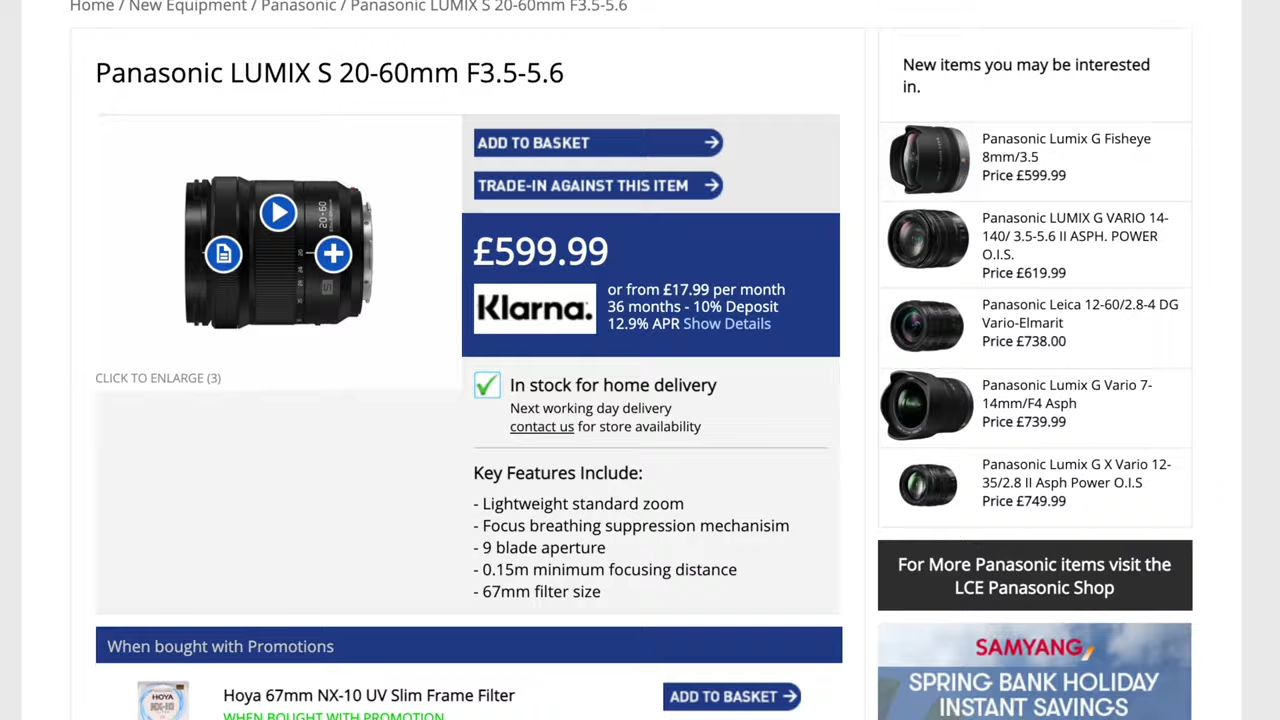 Home / New Equipment / Panasonic / Panasonic LUMIX S 20-60mm F3.5-5.6
Panasonic LUMIX S 20-60mm F3.5-5.6
ADD TO BASKET
TRADE-IN AGAINST THIS ITEM
20-60
S
£599.99
Klarna.
or from £17.99 per month
36 months - 10% Deposit
12.9% APR Show Details
CLICK TO ENLARGE (3)
In stock for home delivery
Next working day delivery
contact us for store availability
Key Features Include:
- Lightweight standard zoom
- Focus breathing suppression mechanisim
- 9 blade aperture
- 0.15m minimum focusing distance
- 67mm filter size
When bought with Promotions
HOYA
Hoya 67mm NX-10 UV Slim Frame Filter
WHEN BOUGHT WITH PROMOTION
ADD TO BASKET
New items you may be interested
in.
Panasonic Lumix G Fisheye
8mm/3.5
Price £599.99
Panasonic LUMIX G VARIO 14-
140/ 3.5-5.6 II ASPH. POWER
O.I.S.
Price £619.99
Panasonic Leica 12-60/2.8-4 DG
Vario-Elmarit
Price £738.00
Panasonic Lumix G Vario 7-
14mm/F4 Asph
Price £739.99
Panasonic Lumix G X Vario 12-
35/2.8 II Asph Power O.I.S
Price £749.99
For More Panasonic items visit the
LCE Panasonic Shop
SAMYANG
SPRING BANK HOLIDAY
INSTANT SAVINGS